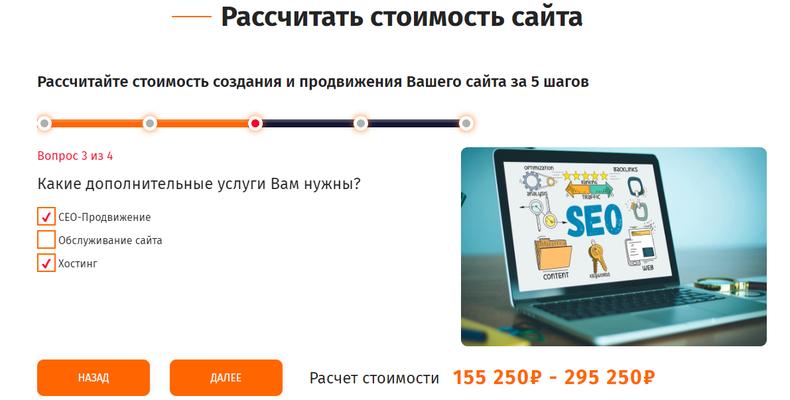 Рассчитать стоимость сайта
Рассчитайте стоимость создания и продвижения Вашего сайта за 5 шагов
Вопрос 3 из 4
Какие дополнительные услуги Вам нужны?
СЕО-Продвижение
Обслуживание сайта
Хостинг
OPTIMIZATION
BACKLINKS
RANKING
ANALYSIS
TRAFFIC
SEO
CONTENT
KEYWORDS
WEB
НАЗАД
ДАЛЕЕ
Расчет стоимости 155 250₽ - 295 250₽